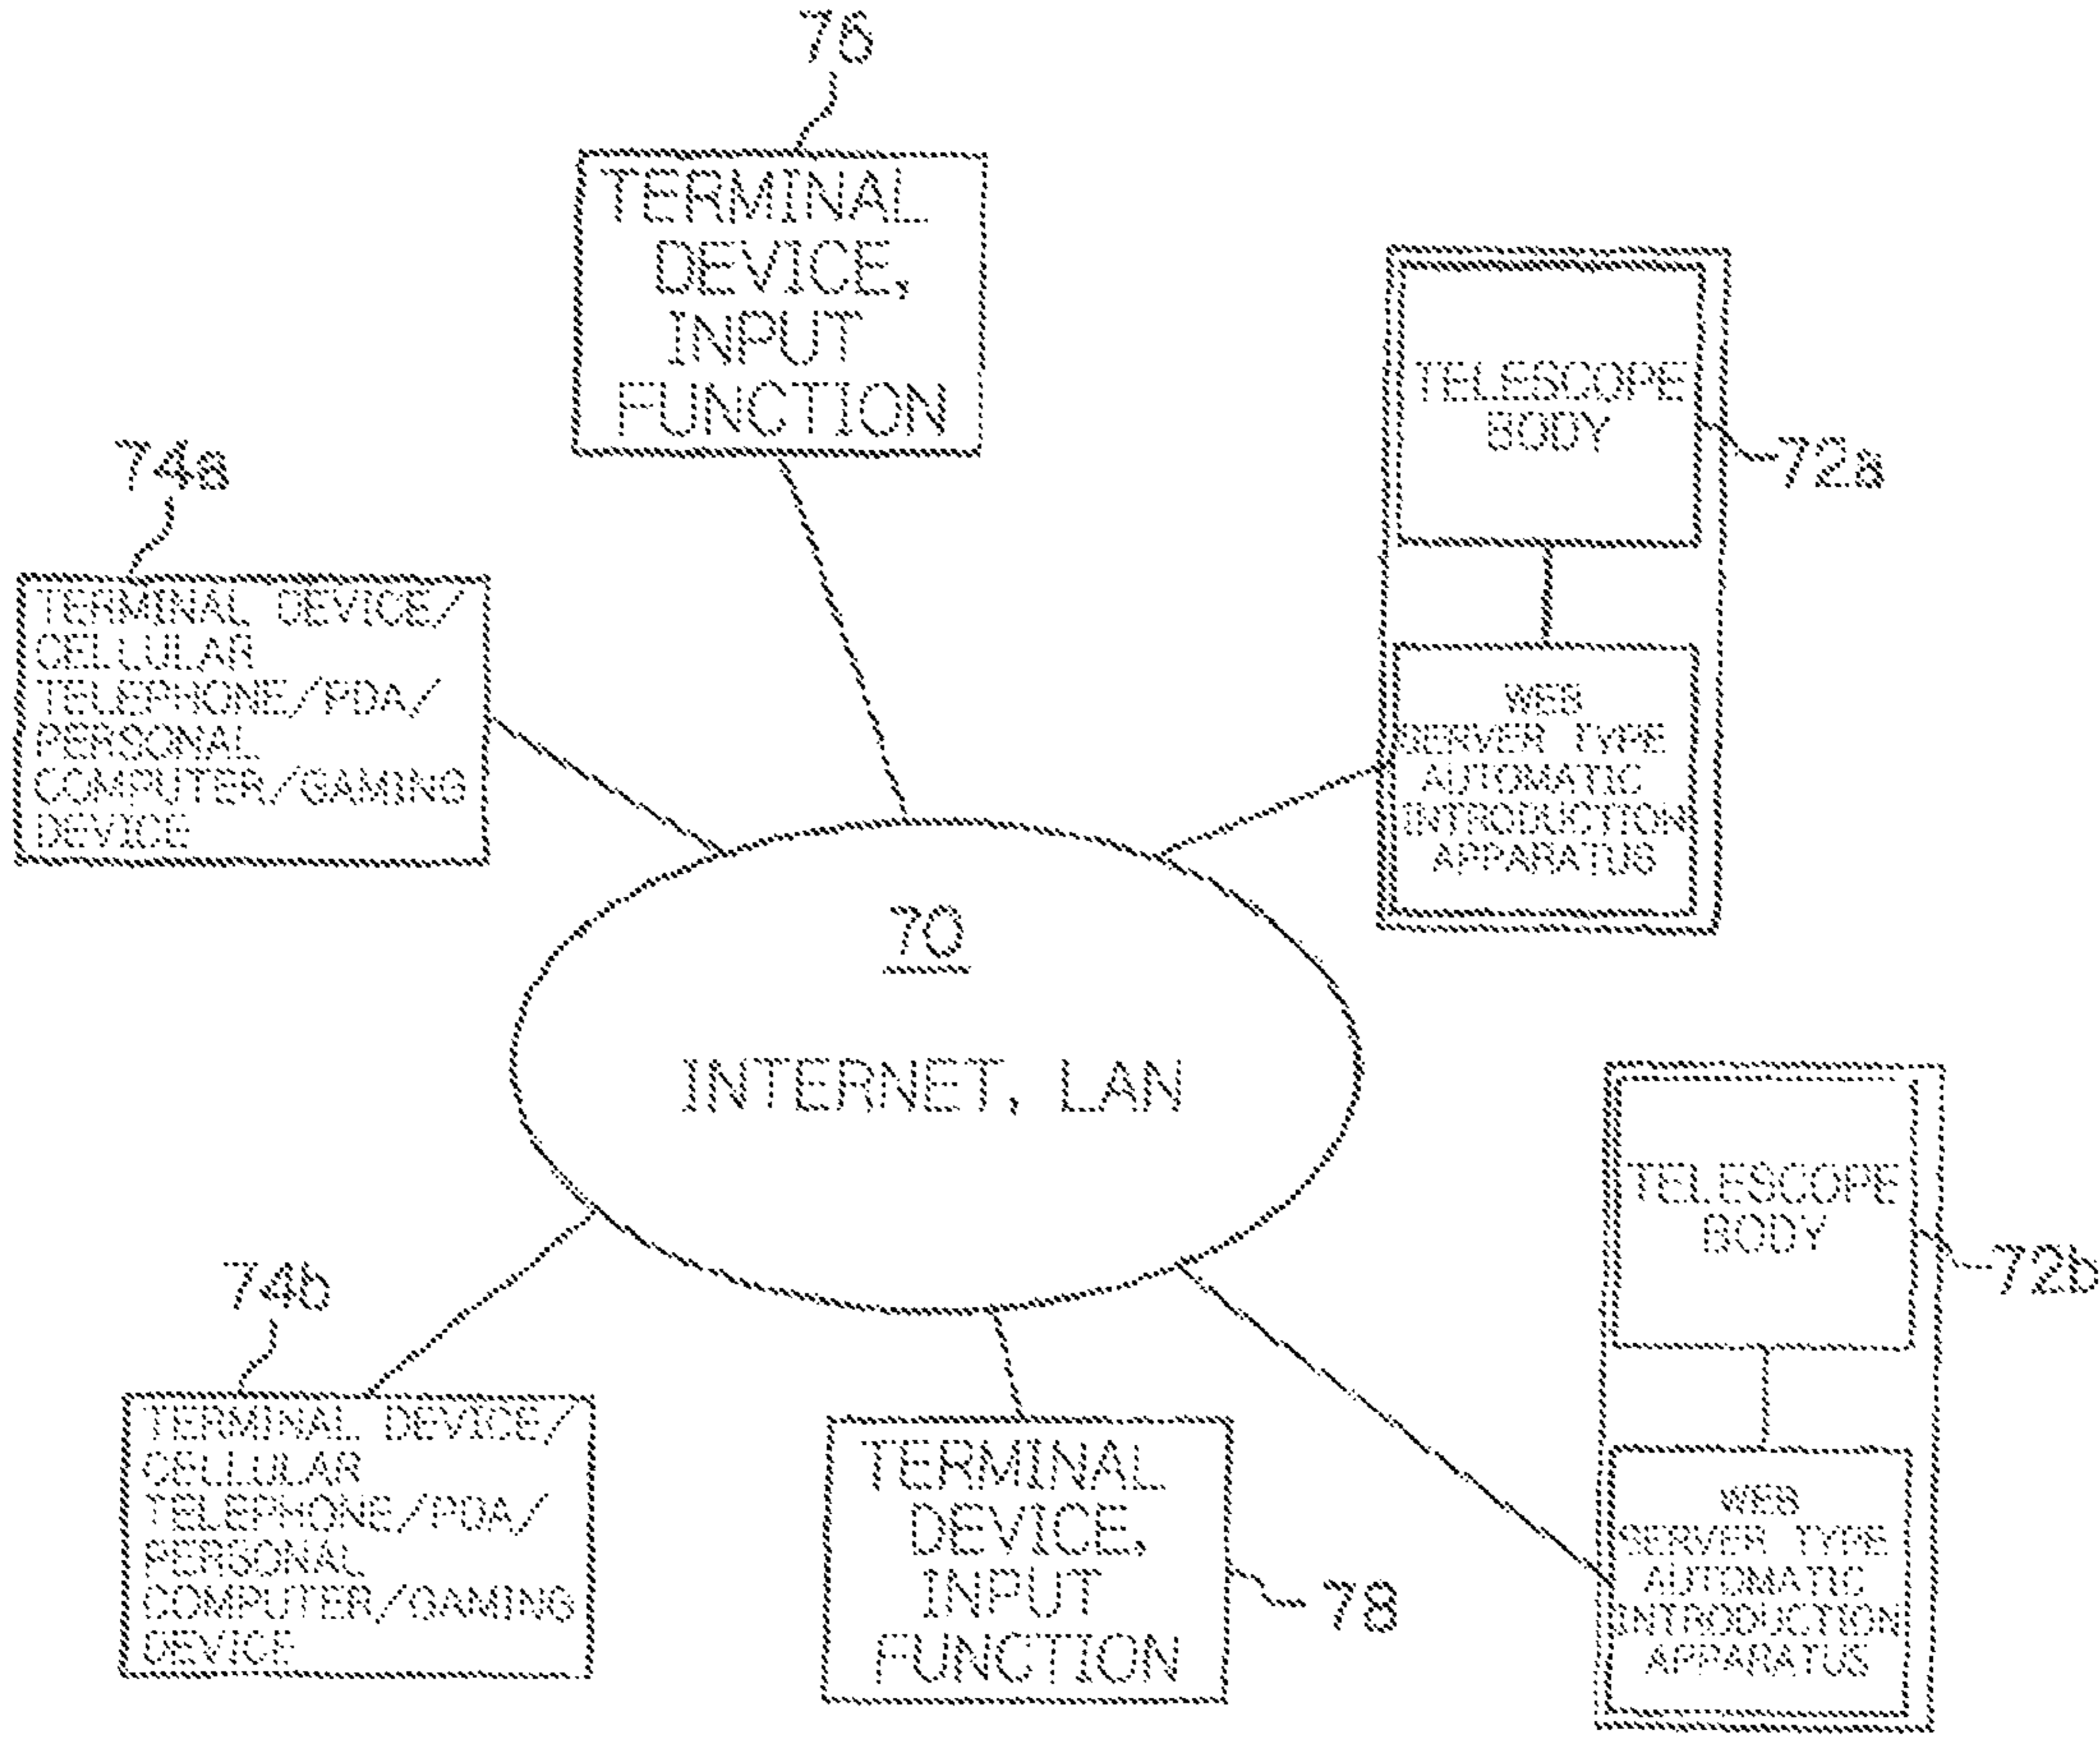 76
TERMINAL
DEVICE,
INPUT
FUNCTION
74a
TERMINAL DEVICE/
CELLULAR
TELEPHONE/PDA/
PERSONAL
COMPUTER/GAMING
DEVICE
TELESCOPE
BODY
72a
WEB
SERVER TYPE
AUTOMATIC
INTRODUCTION
APPARATUS
70
INTERNET, LAN
TELESCOPE
BODY
72b
WEB
SERVER TYPE
AUTOMATIC
INTRODUCTION
APPARATUS
74b
TERMINAL DEVICE/
CELLULAR
TELEPHONE/PDA/
PERSONAL
COMPUTER/GAMING
DEVICE
TERMINAL
DEVICE,
INPUT
FUNCTION
78